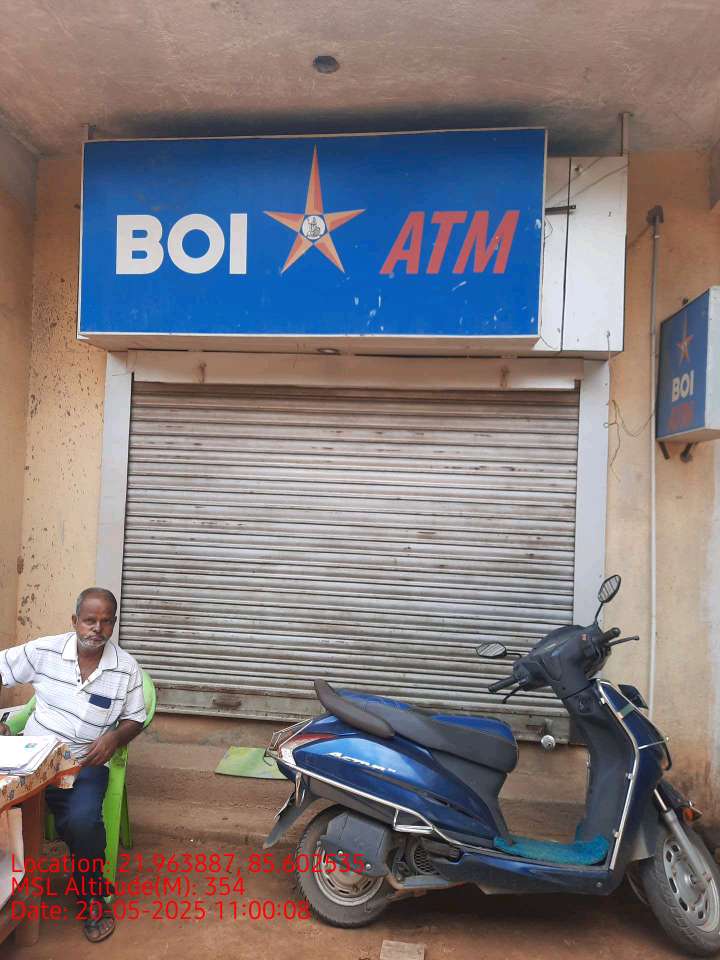 BOI ATM
BOI
ATM
ACTIVA
Location: 21.963887, 85.602535
MSL Altitude(M): 354
Date: 20-05-2025 11:00:08